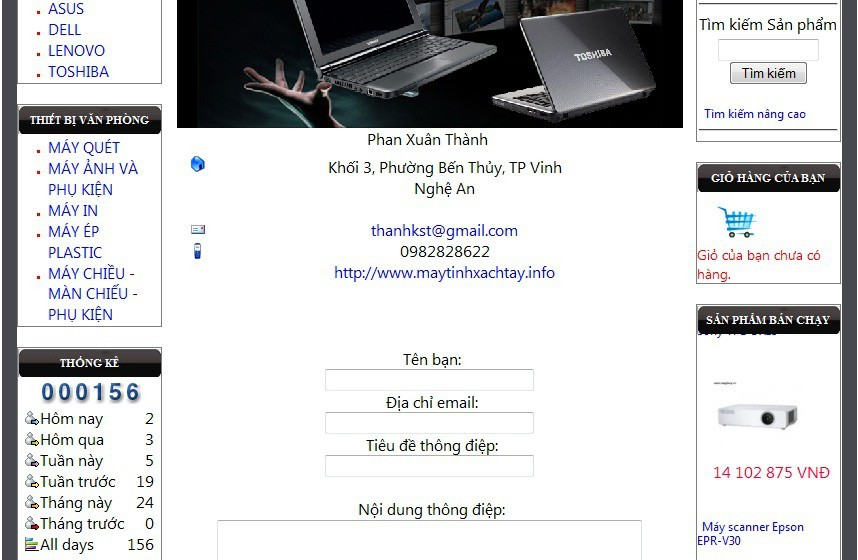 ASUS
DELL
LENOVO
TOSHIBA
THIẾT BỊ VĂN PHÒNG
MÁY QUÉT
MÁY ẢNH VÀ
PHỤ KIỆN
MÁY IN
MÁY ÉP
PLASTIC
MÁY CHIỀU -
MÀN CHIẾU -
PHỤ KIỆN
THỐNG KÊ
000156
Hôm nay 2
Hôm qua 3
Tuần này 5
Tuần trước 19
Tháng này 24
Tháng trước 0
All days 156
TOSHIBA
Phan Xuân Thành
Khối 3, Phường Bến Thủy, TP Vinh
Nghệ An
thanhkst@gmail.com
0982828622
http://www.maytinhxachtay.info
Tên bạn:
Địa chỉ email:
Tiêu đề thông điệp:
Nội dung thông điệp:
Tìm kiếm Sản phẩm
Tìm kiếm
Tìm kiếm nâng cao
GIỎ HÀNG CỦA BẠN
Giỏ của bạn chưa có
hàng.
SẢN PHẨM BÁN CHẠY
14 102 875 VNĐ
Máy scanner Epson
EPR-V30